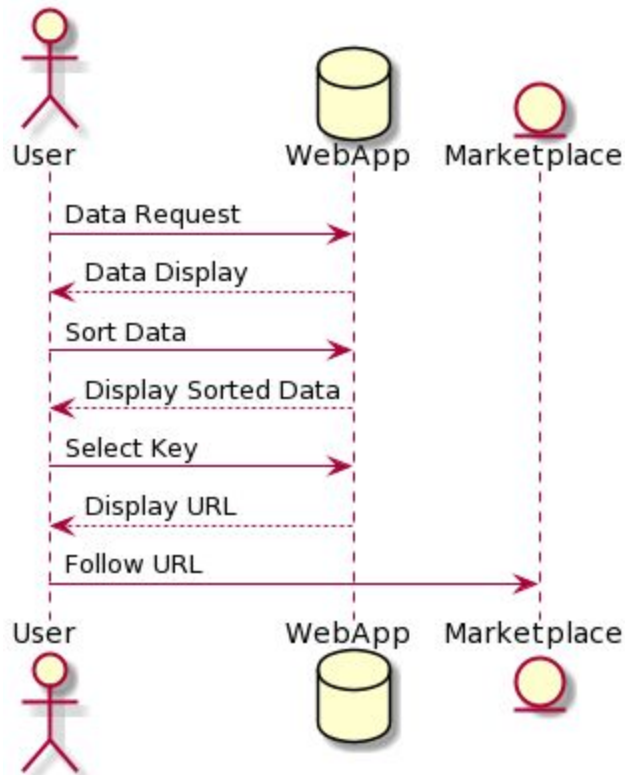 User WebApp Marketplace
Data Request
Data Display
Sort Data
Display Sorted Data
Select Key
Display URL
Follow URL
User WebApp Marketplace